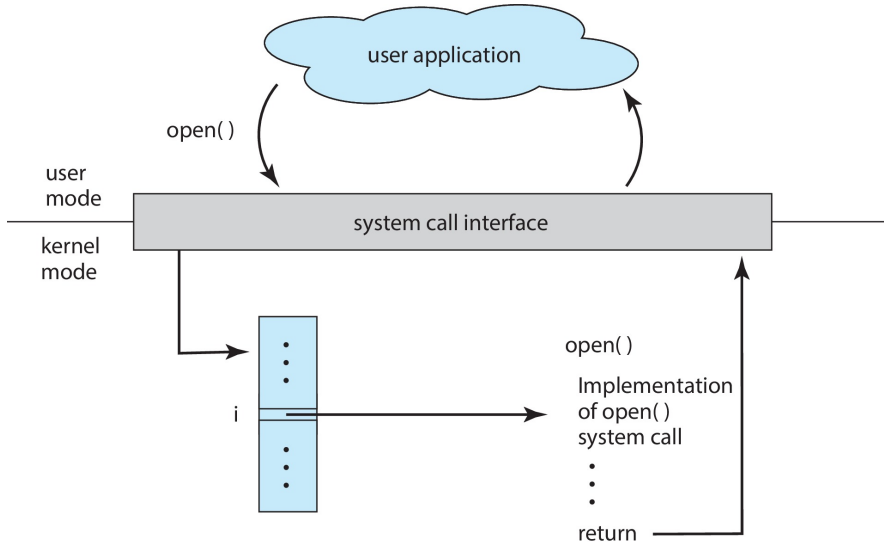 user application
open( )
user
mode
system call interface
kernel
mode
open( )
i
Implementation
of open( )
system call
return